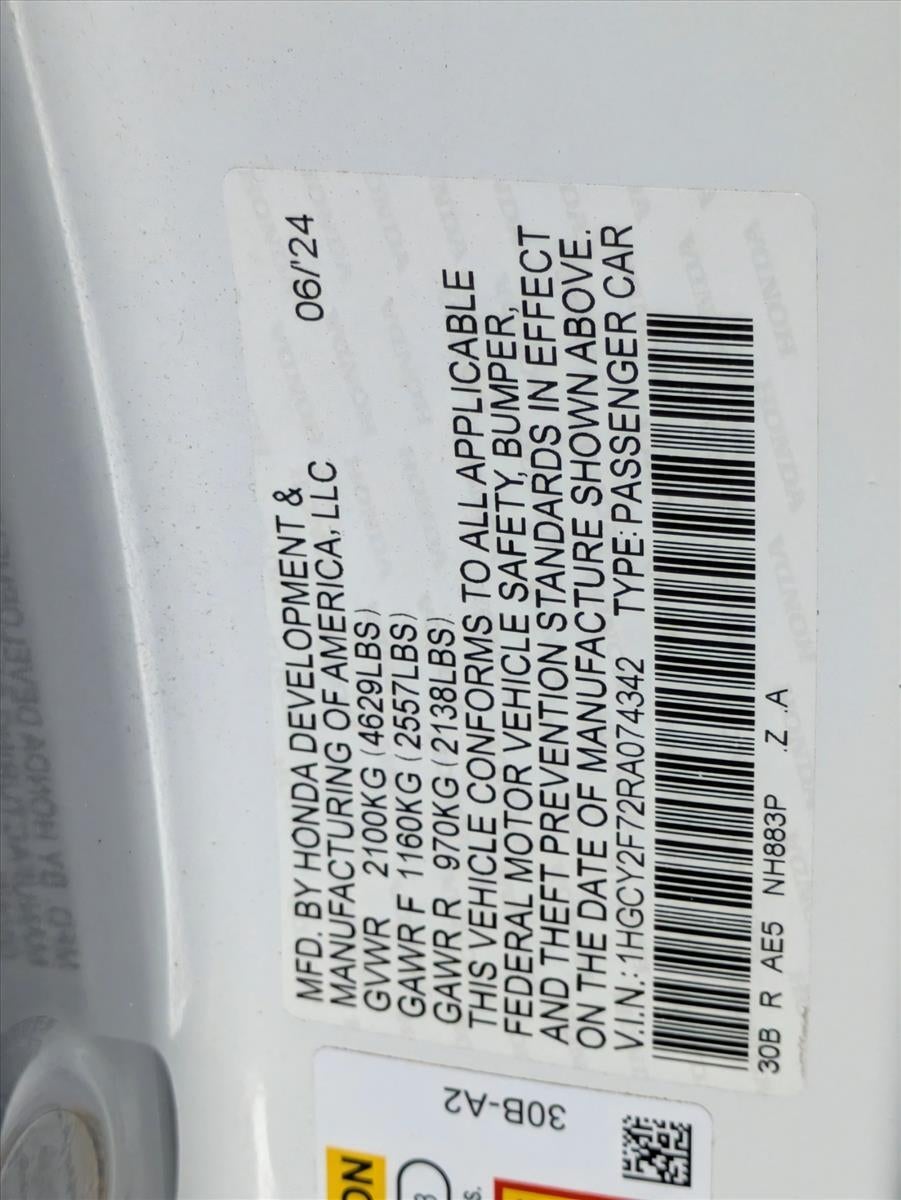 MFD. BY HONDA DEVELOPMENT & 06/'24
MANUFACTURING OF AMERICA, LLC
GVWR 2100KG (4629LBS)
GAWR F 1160KG (2557LBS)
GAWR R 970KG (2138LBS)
THIS VEHICLE CONFORMS TO ALL APPLICABLE
FEDERAL MOTOR VEHICLE SAFETY, BUMPER,
AND THEFT PREVENTION STANDARDS IN EFFECT
ON THE DATE OF MANUFACTURE SHOWN ABOVE.
V.I.N.: 1HGCY2F72RA074342 TYPE: PASSENGER CAR
30B R AE5 NH883P .Z .A
30B-A2
HONDA